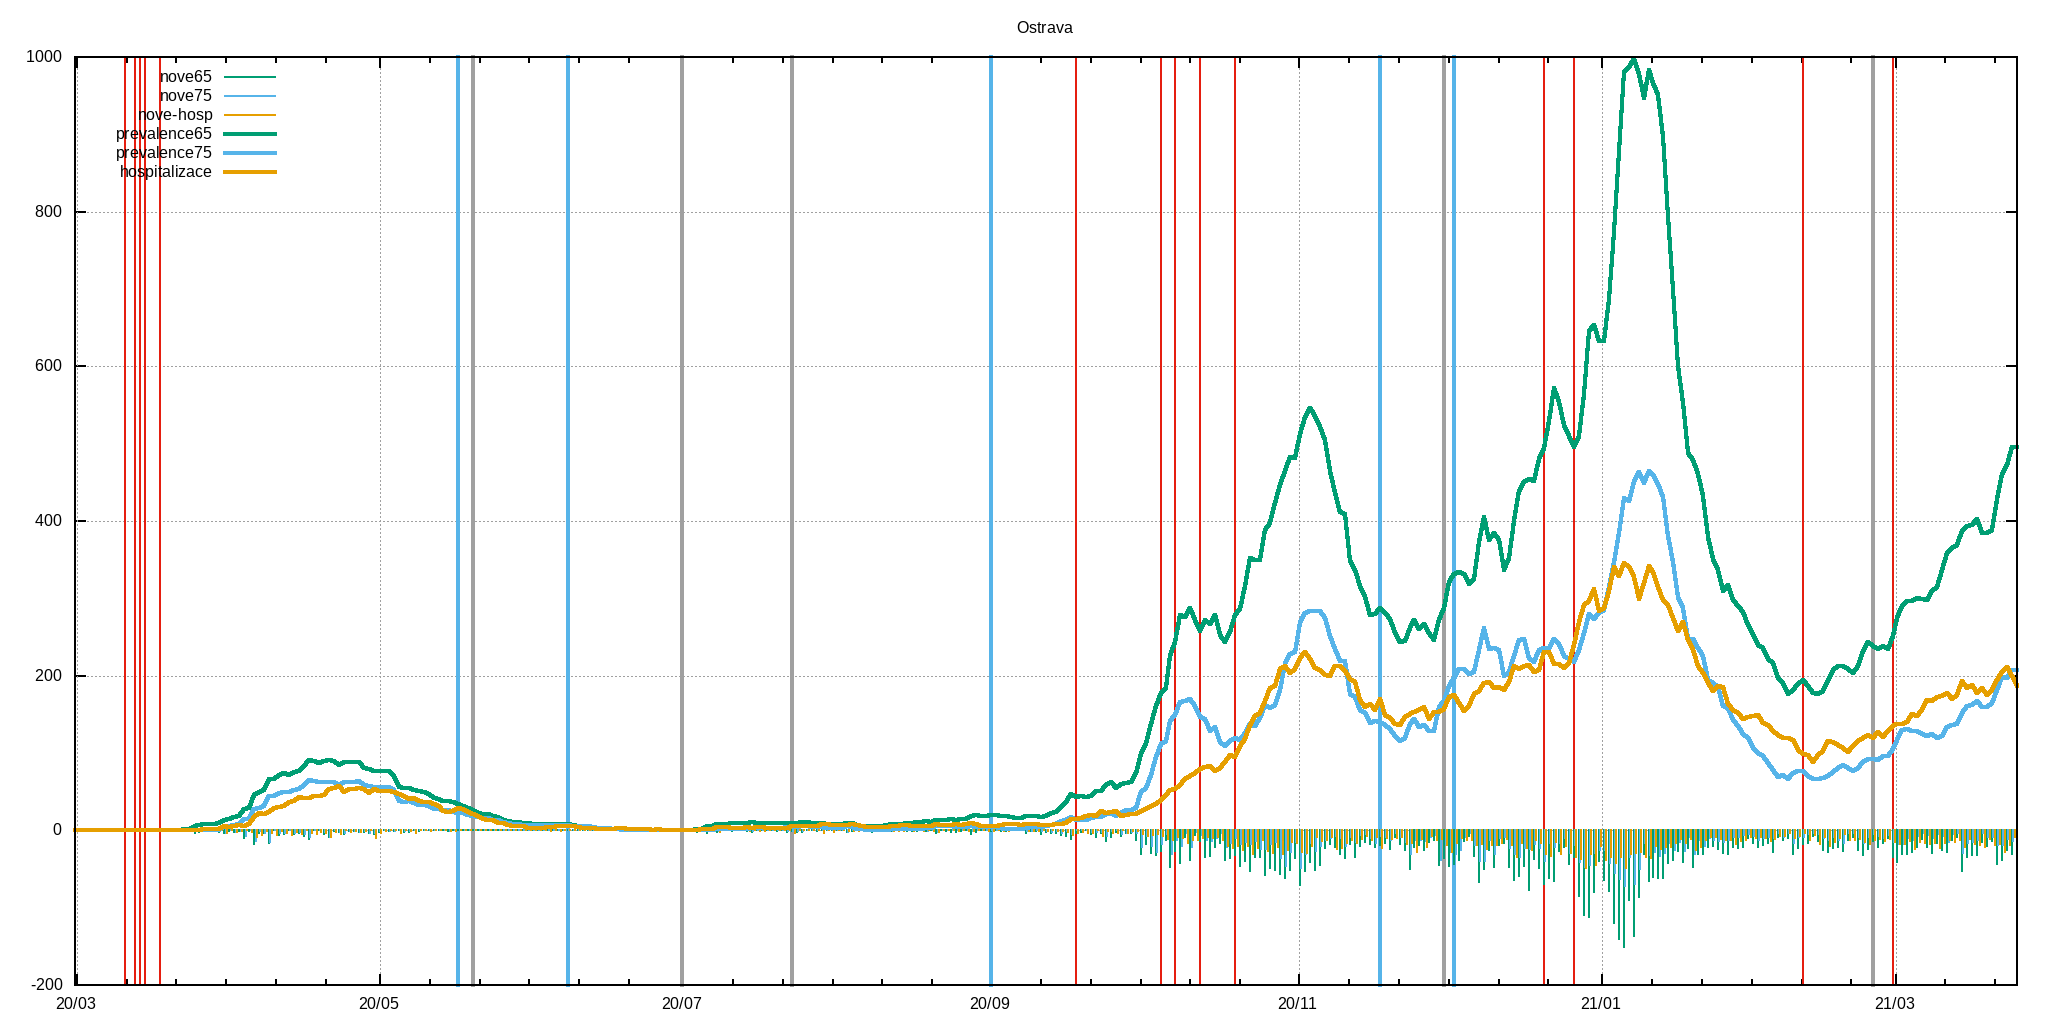 Ostrava
1000
nove65
nove75
nove-hosp
prevalence65
prevalence75
hospitalizace
800
600
400
200
0
-200
20/03 20/05 20/07 20/09 20/11 21/01 21/03